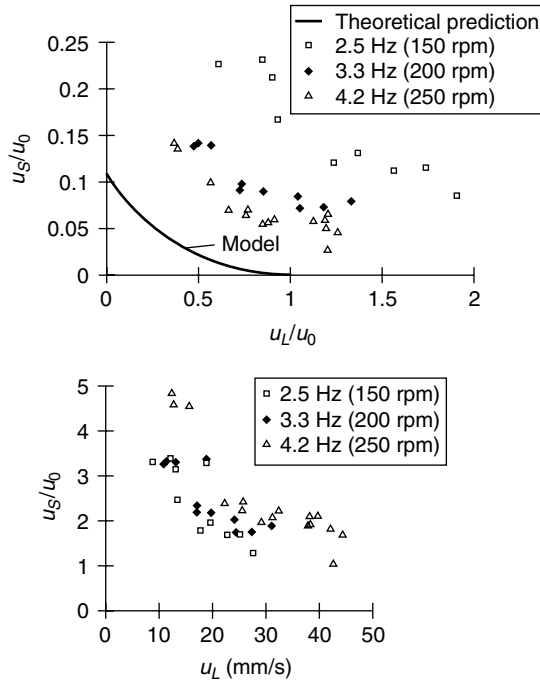 Theoretical prediction
2.5 Hz (150 rpm)
3.3 Hz (200 rpm)
4.2 Hz (250 rpm)
0.25
0.2
0.15
0.1
0.05
0
u_S/u_0
Model
0 0.5 1 1.5 2
u_L/u_0
2.5 Hz (150 rpm)
3.3 Hz (200 rpm)
4.2 Hz (250 rpm)
5
4
3
2
1
0
u_S/u_0
0 10 20 30 40 50
u_L (mm/s)